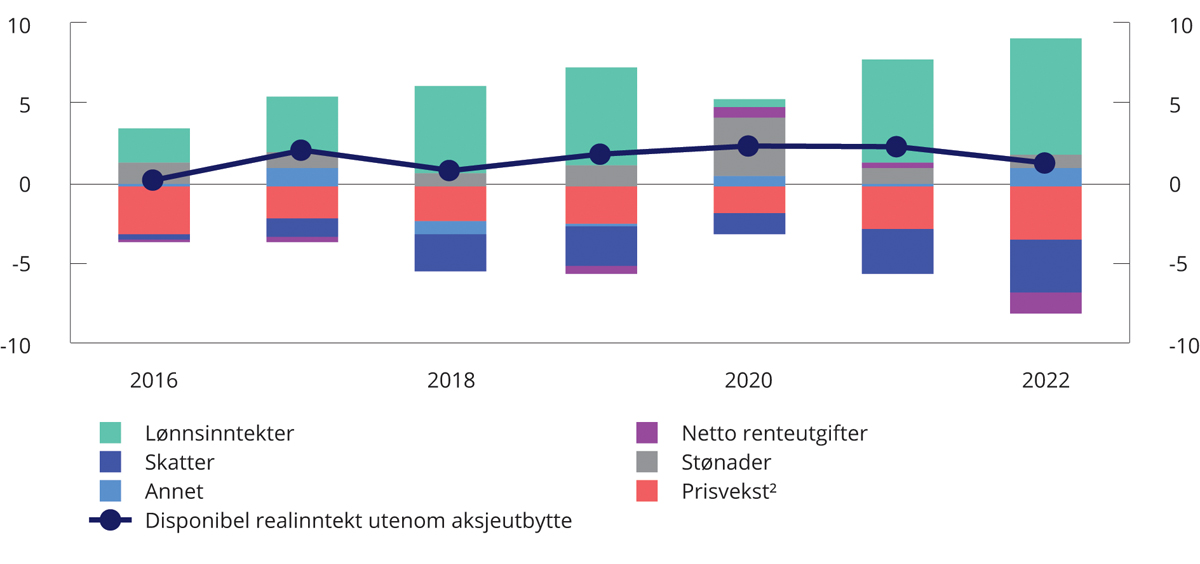 10 10
5 5
0 0
-5 -5
-10 -10
2016 2018 2020 2022
Lønnsinntekter
Skatter
Annet
Disponibel realinntekt utenom aksjeutbytte
Netto renteutgifter
Stønader
Prisvekst²